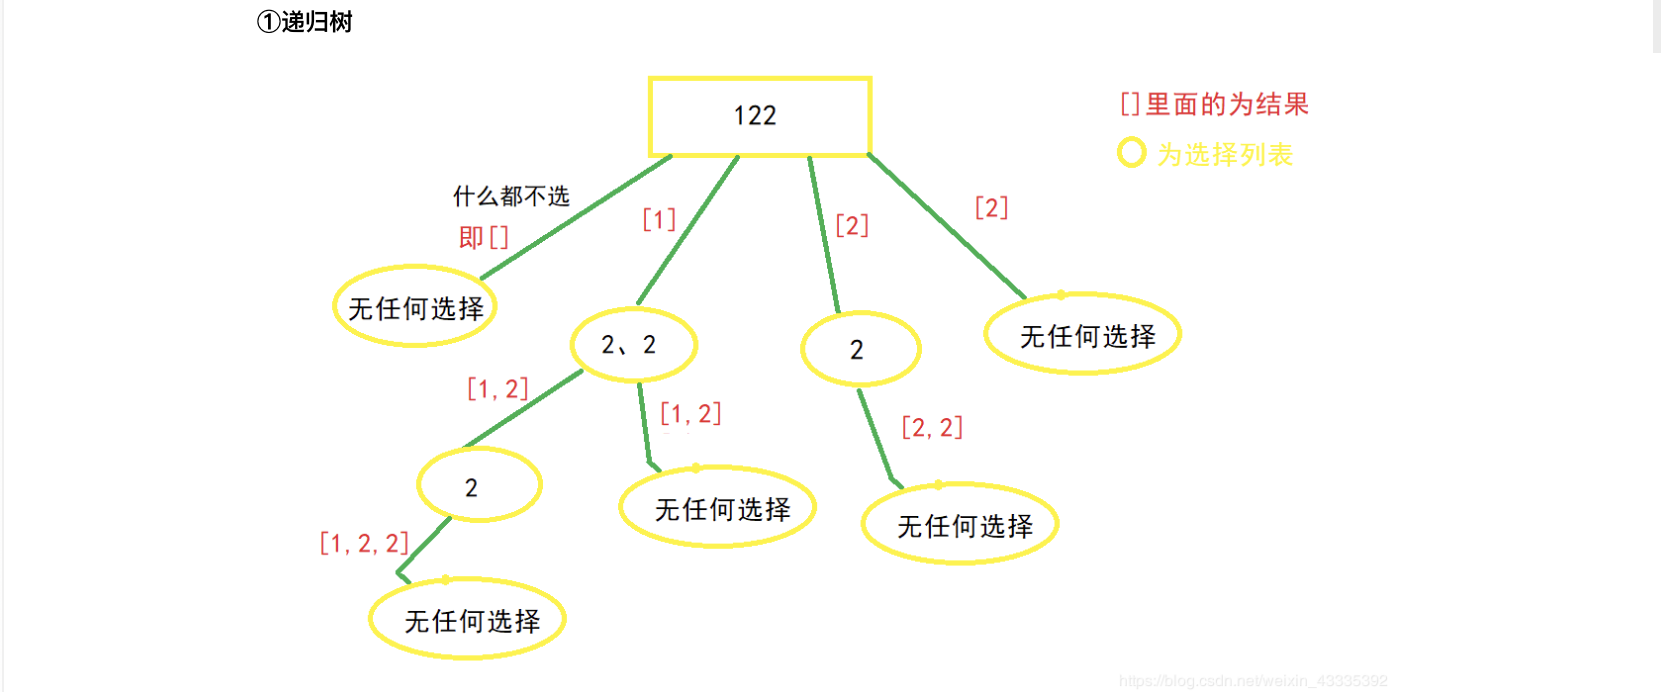 ①递归树
122
[]里面的为结果
为选择列表
什么都不选
即[]
[1]
[2]
[2]
无任何选择
2、2
2
无任何选择
[1,2]
[1,2]
[2,2]
2
无任何选择
无任何选择
[1,2,2]
无任何选择
https://blog.csdn.net/weixin_43335392